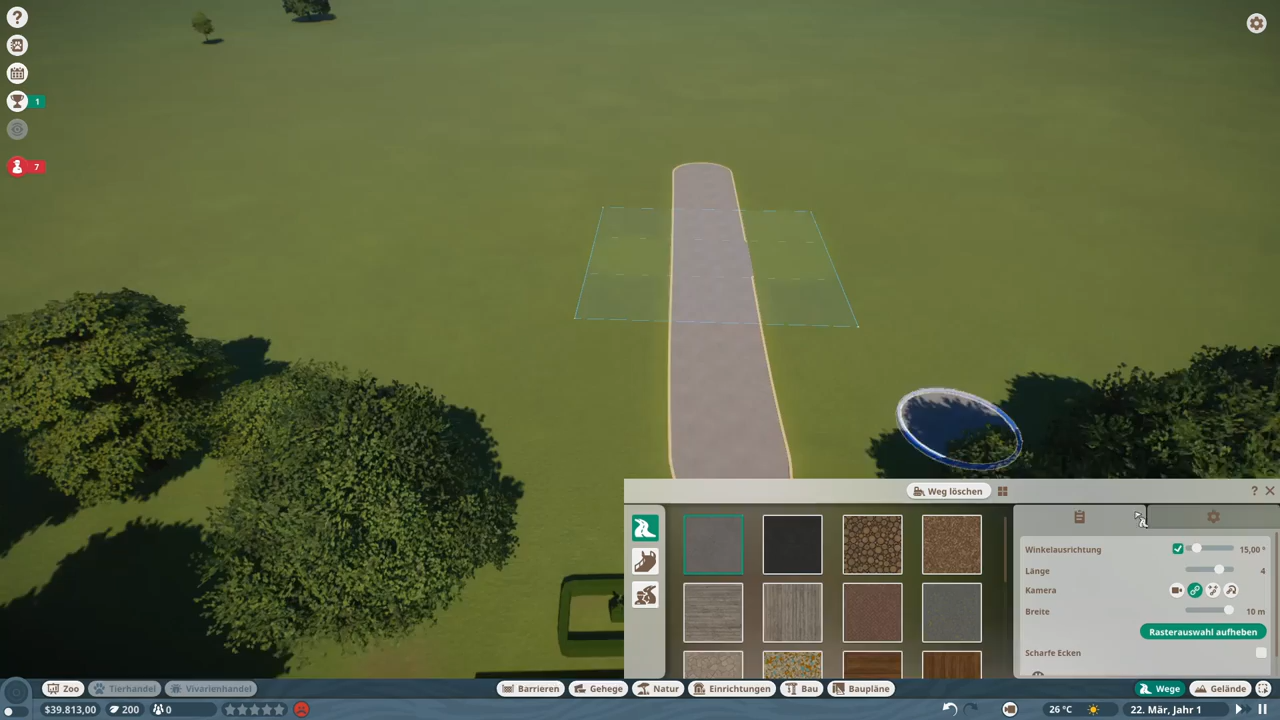 1
7
Weg löschen
?
Winkelausrichtung 15,00 °
Länge 4
Kamera
Breite 10 m
Rasterauswahl aufheben
Scharfe Ecken
Zoo Tierhandel Vivarienhandel Barrieren Gehege Natur Einrichtungen Bau Baupläne Wege Gelände
$39.813,00 200 0 26 °C 22. Mär, Jahr 1